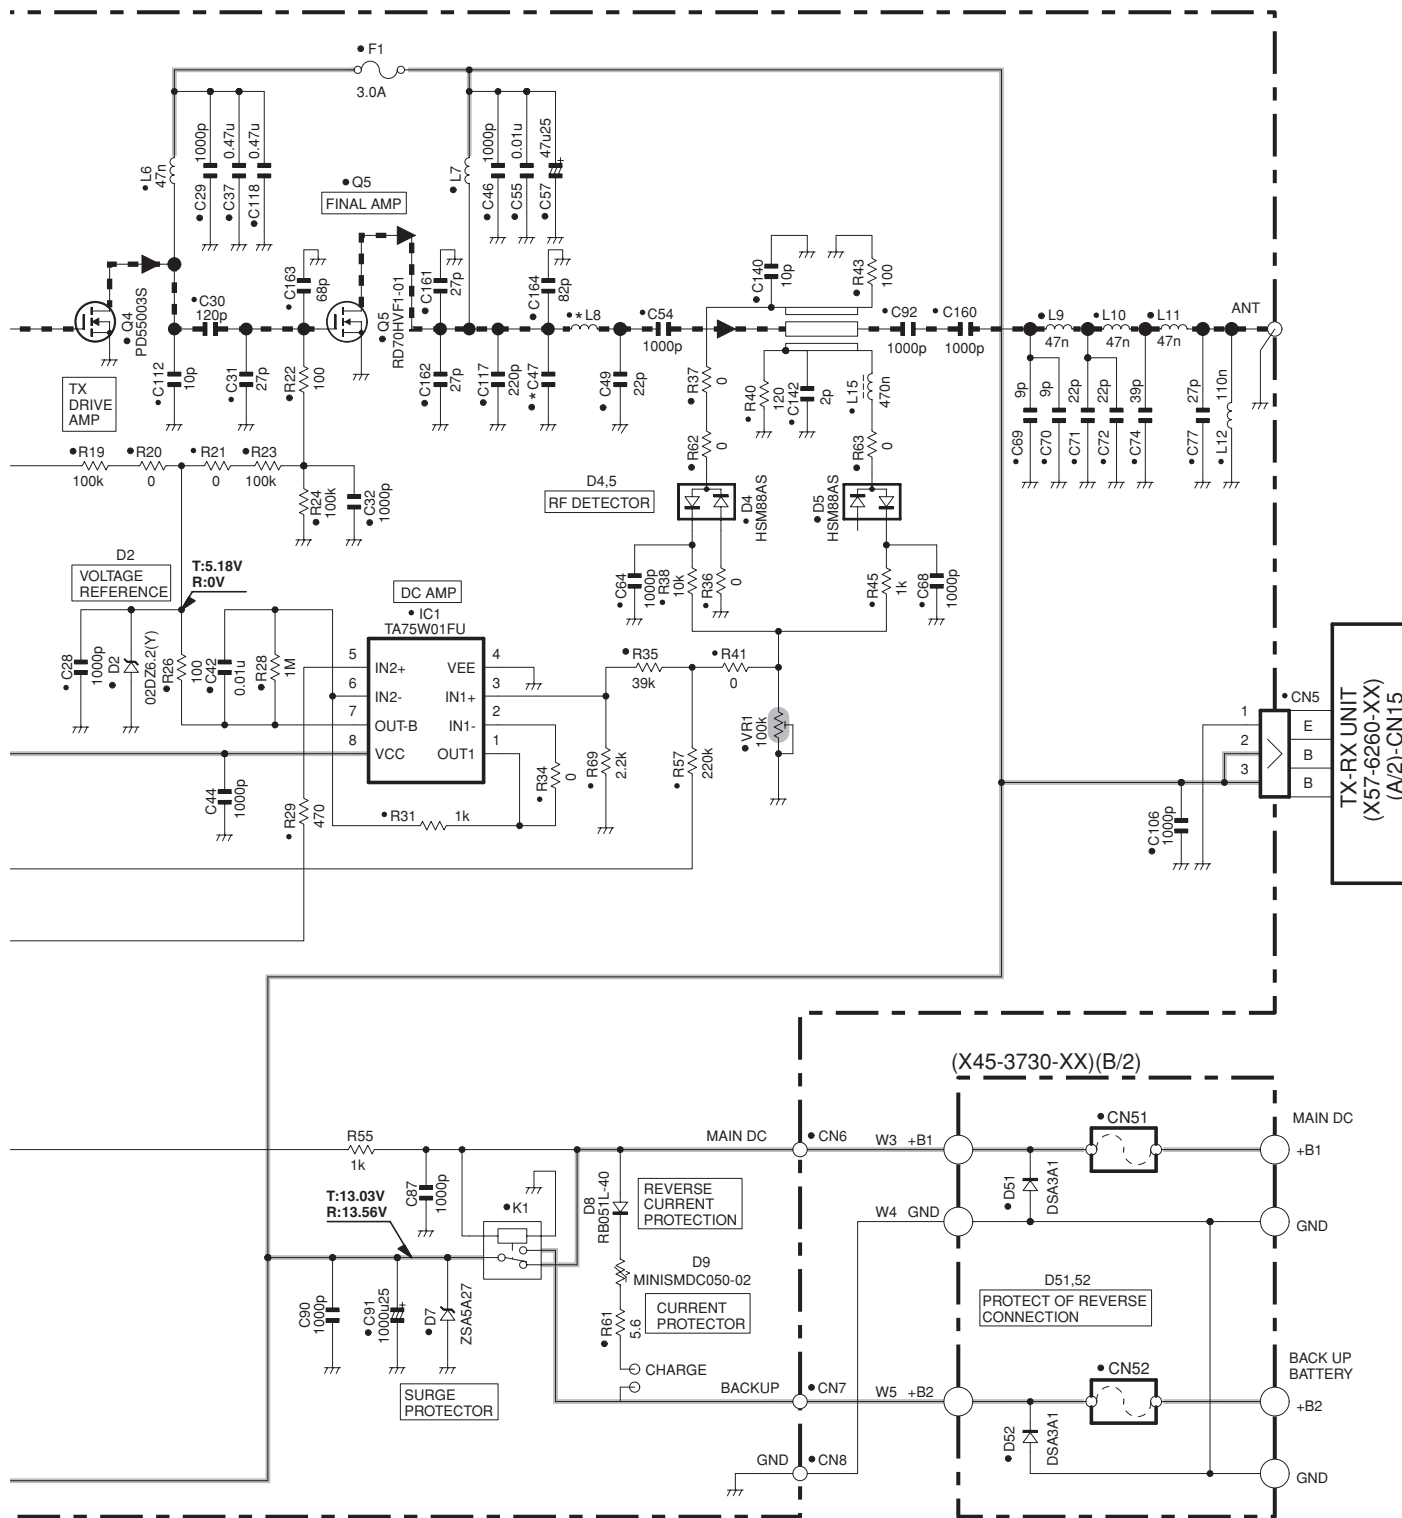 F1
3.0A
L6
47n
C29
1000p
C37
0.47u
C118
0.47u
L7
C46
1000p
C55
0.01u
C57
47u25
+
Q5
FINAL AMP
C163
68p
C161
27p
C164
82p
C140
10p
R43
100
Q4
PD55003S
C30
120p
Q5
RD70HVF1-01
*L8
C54
1000p
C92
1000p
C160
1000p
L9
47n
L10
47n
L11
47n
ANT
TX
DRIVE
AMP
C112
10p
C31
27p
R22
100
C162
27p
C117
220p
*C47
C49
22p
R37
0
R40
120
C142
2p
L15
470n
C69
9p
C70
9p
C71
22p
C72
22p
C74
39p
C77
27p
L12
110n
R19
100k
R20
0
R21
0
R23
100k
R62
0
R63
0
R24
100k
C32
1000p
D4,5
RF DETECTOR
D4
HSM88AS
D5
HSM88AS
D2
VOLTAGE
REFERENCE
T:5.18V
R:0V
DC AMP
IC1
TA75W01FU
C64
1000p
R38
10k
R36
0
R45
1k
C68
1000p
C28
1000p
D2
02DZ6.2(Y)
R26
100
C42
0.01u
R28
1M
5
IN2+
VEE
4
6
IN2-
IN1+
3
7
OUT-B
IN1-
2
8
VCC
OUT1
1
R35
39k
R41
0
VR1
100k
R69
2.2k
R57
220k
R34
0
R31
1k
C44
1000p
R29
470
CN5
1
E
2
B
3
B
C106
1000p
TX-RX UNIT
(X57-6260-XX)
(A/2)-CN15
(X45-3730-XX)(B/2)
R55
1k
MAIN DC
CN6
W3
+B1
CN51
MAIN DC
+B1
C87
1000p
K1
D8
RB051L-40
REVERSE
CURRENT
PROTECTION
T:13.03V
R:13.56V
D51
DSA3A1
W4
GND
GND
C90
1000p
C91
1000u25
+
D7
ZSA5A27
D9
MINISMDC050-02
CURRENT
PROTECTOR
R61
5.6
D51,52
PROTECT OF REVERSE
CONNECTION
CHARGE
SURGE
PROTECTOR
BACKUP
CN7
W5
+B2
CN52
BACK UP
BATTERY
+B2
D52
DSA3A1
GND
CN8
GND